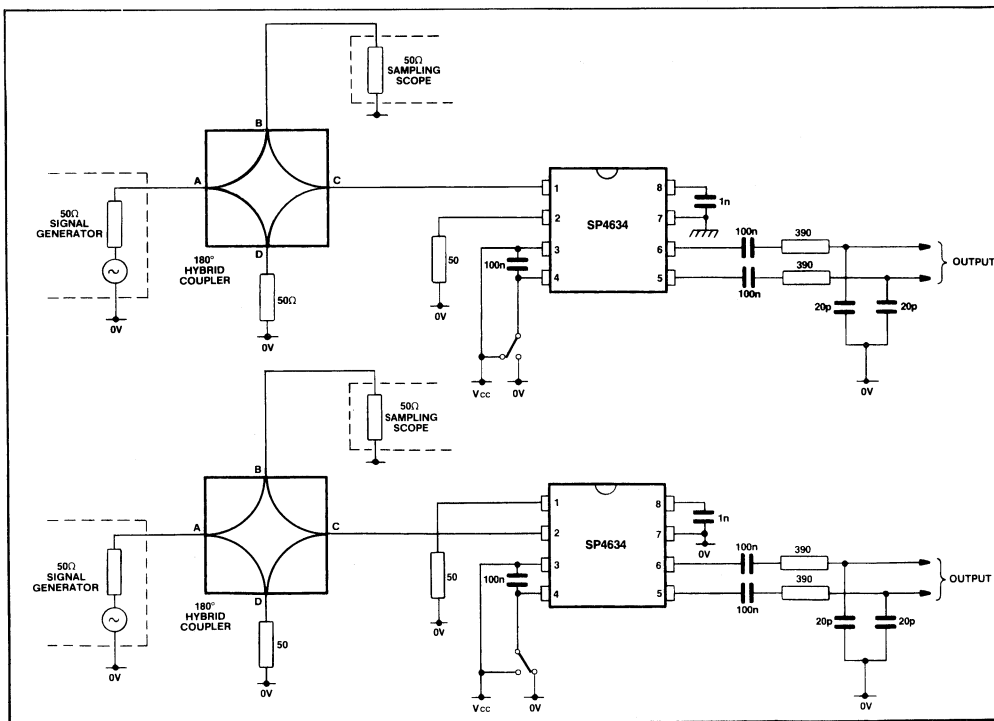 50Ω
SAMPLING
SCOPE
B
A
C
50Ω
SIGNAL
GENERATOR
0V
D
180°
HYBRID
COUPLER
50Ω
0V
50
0V
1
2
3
4
SP4634
8
7
6
5
1n
100n
Vcc
0V
100n
390
390
100n
OUTPUT
20p
20p
0V
50Ω
SAMPLING
SCOPE
B
A
C
50Ω
SIGNAL
GENERATOR
0V
D
180°
HYBRID
COUPLER
50
0V
50
0V
1
2
3
4
SP4634
8
7
6
5
1n
0V
100n
Vcc
0V
100n
390
390
100n
OUTPUT
20p
20p
0V